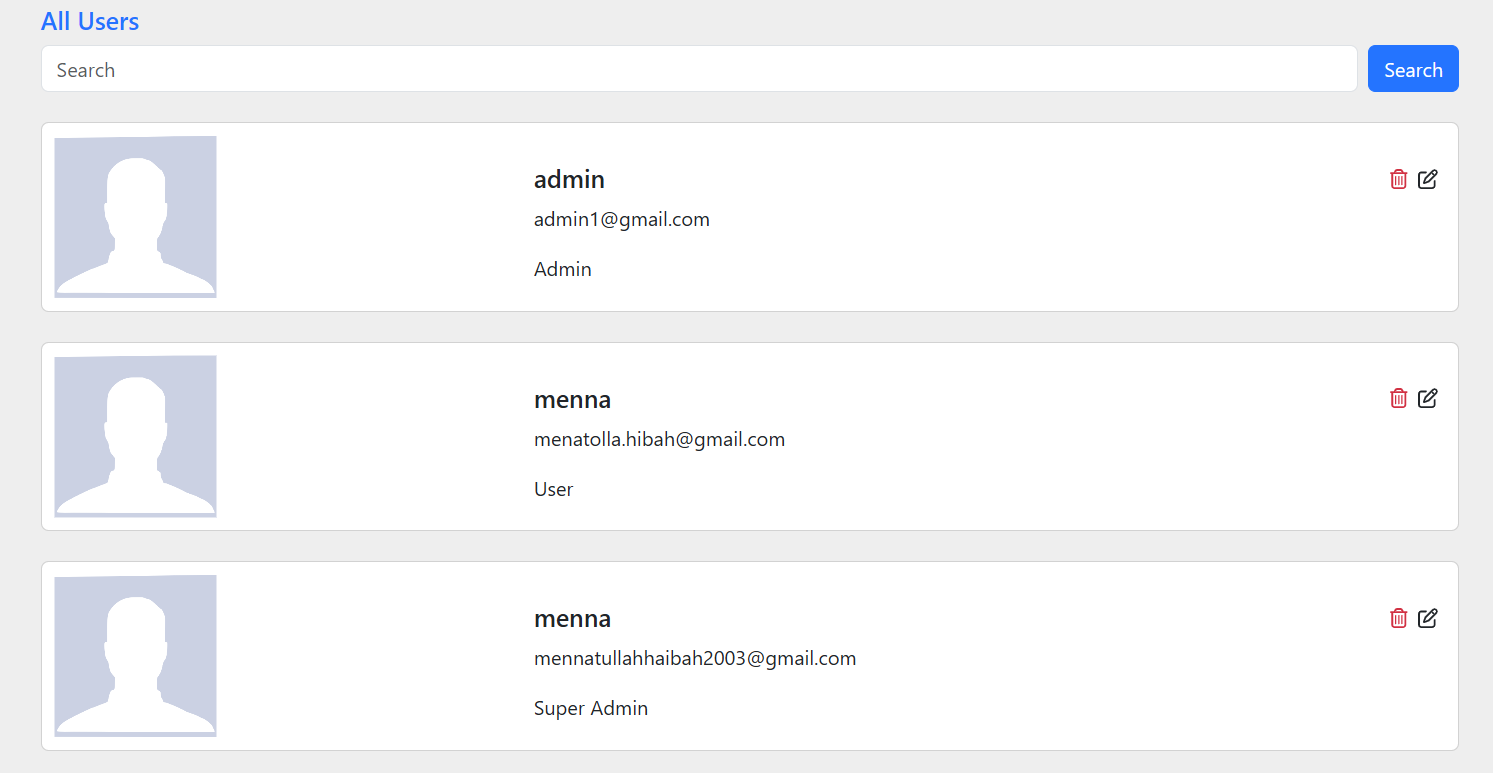 All Users
Search Search
admin
admin1@gmail.com
Admin
menna
menatolla.hibah@gmail.com
User
menna
mennatullahhaibah2003@gmail.com
Super Admin